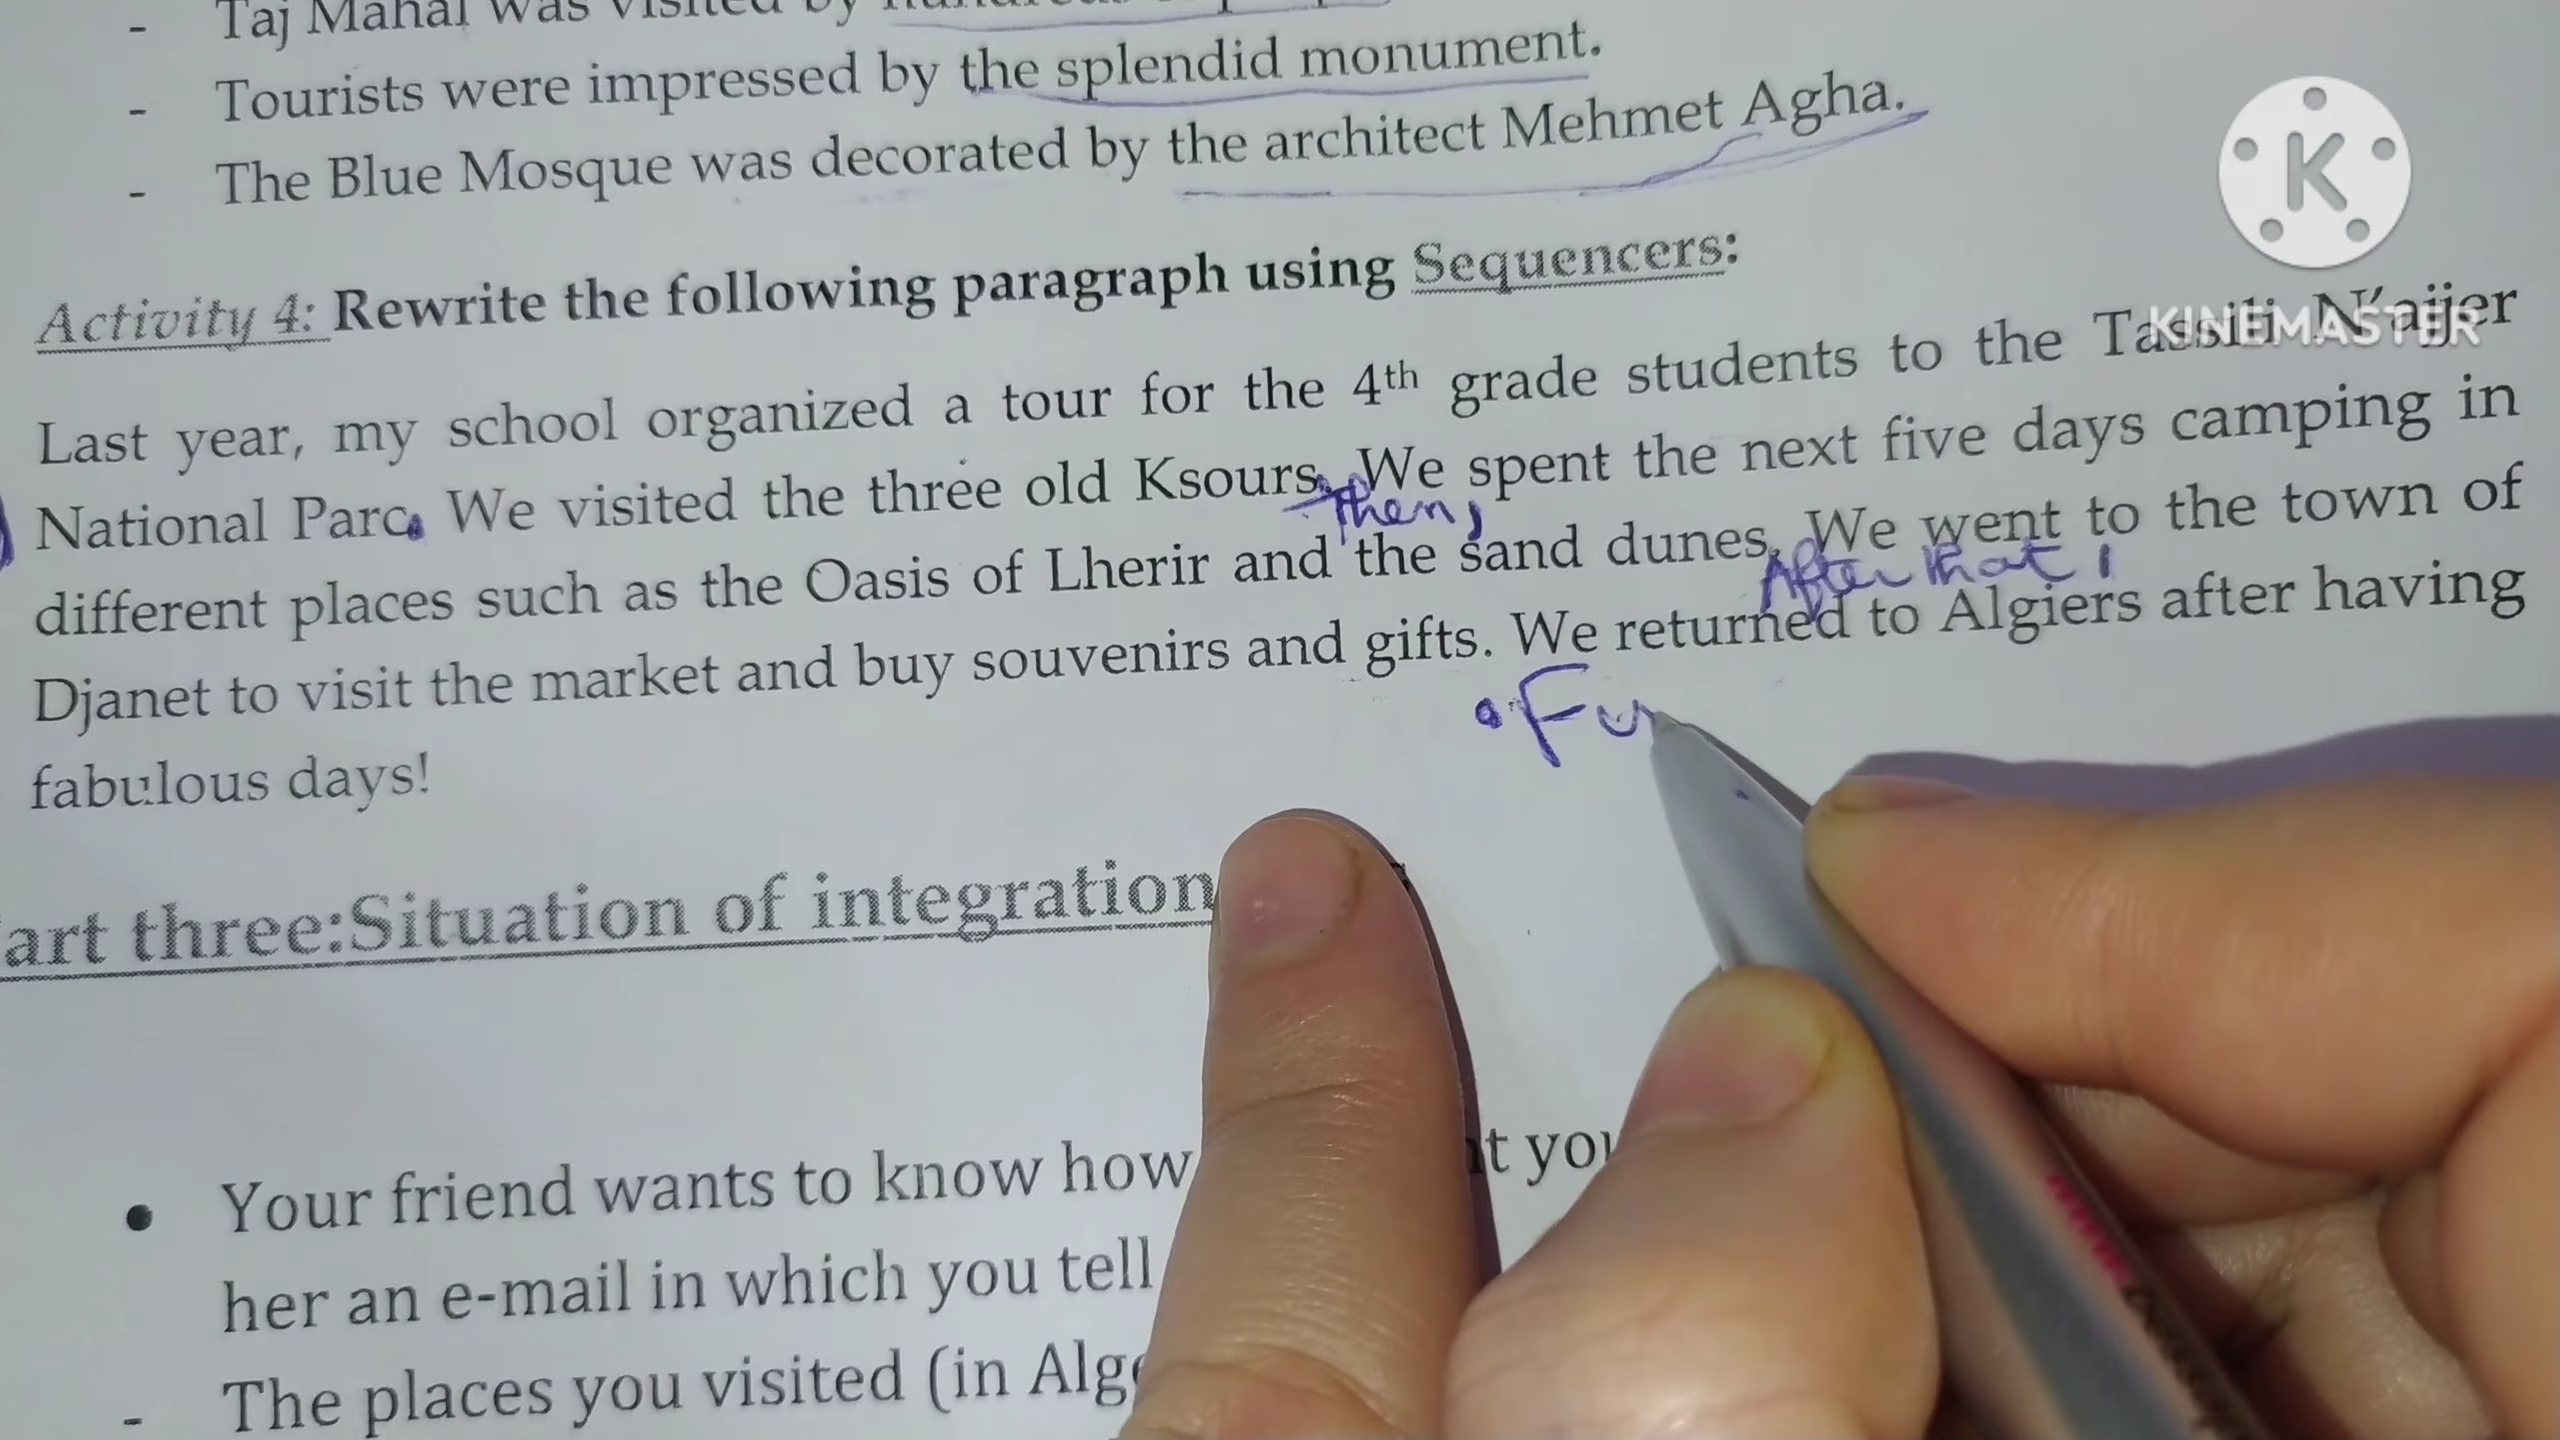 - Taj Mahal was visited by
- Tourists were impressed by the splendid monument.
- The Blue Mosque was decorated by the architect Mehmet Agha.
K
KINEMASTER
Activity 4: Rewrite the following paragraph using Sequencers:
Last year, my school organized a tour for the 4th grade students to the Tassili N'ajjer
National Parc. We visited the three old Ksours. We spent the next five days camping in
Then,
different places such as the Oasis of Lherir and the sand dunes. We went to the town of
After that,
Djanet to visit the market and buy souvenirs and gifts. We returned to Algiers after having
. Fu
fabulous days!
art three:Situation of integration
• Your friend wants to know how t you
her an e-mail in which you tell
- The places you visited (in Alge